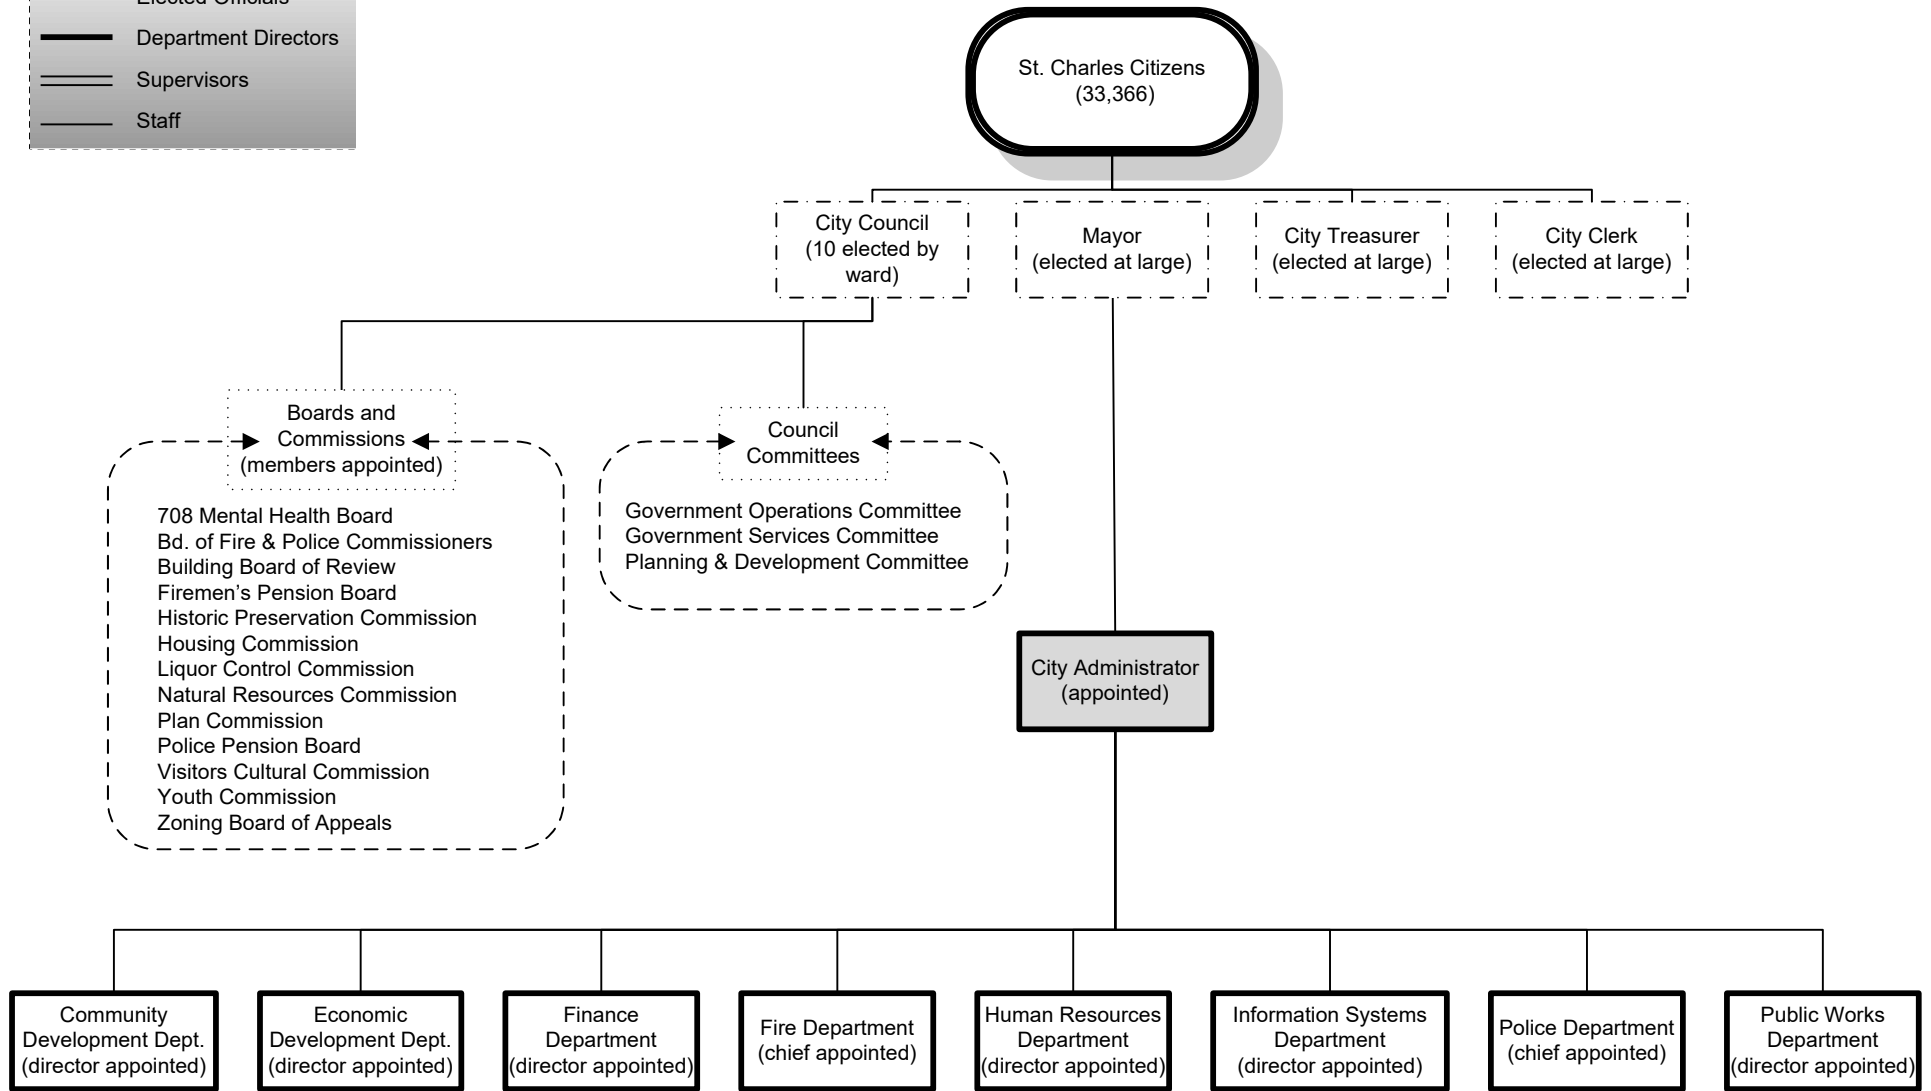 Elected Officials
Department Directors
Supervisors
Staff
St. Charles Citizens
(33,366)
City Council
(10 elected by
ward)
Mayor
(elected at large)
City Treasurer
(elected at large)
City Clerk
(elected at large)
Boards and
Commissions
(members appointed)
708 Mental Health Board
Bd. of Fire & Police Commissioners
Building Board of Review
Firemen’s Pension Board
Historic Preservation Commission
Housing Commission
Liquor Control Commission
Natural Resources Commission
Plan Commission
Police Pension Board
Visitors Cultural Commission
Youth Commission
Zoning Board of Appeals
Council
Committees
Government Operations Committee
Government Services Committee
Planning & Development Committee
City Administrator
(appointed)
Community
Development Dept.
(director appointed)
Economic
Development Dept.
(director appointed)
Finance
Department
(director appointed)
Fire Department
(chief appointed)
Human Resources
Department
(director appointed)
Information Systems
Department
(director appointed)
Police Department
(chief appointed)
Public Works
Department
(director appointed)